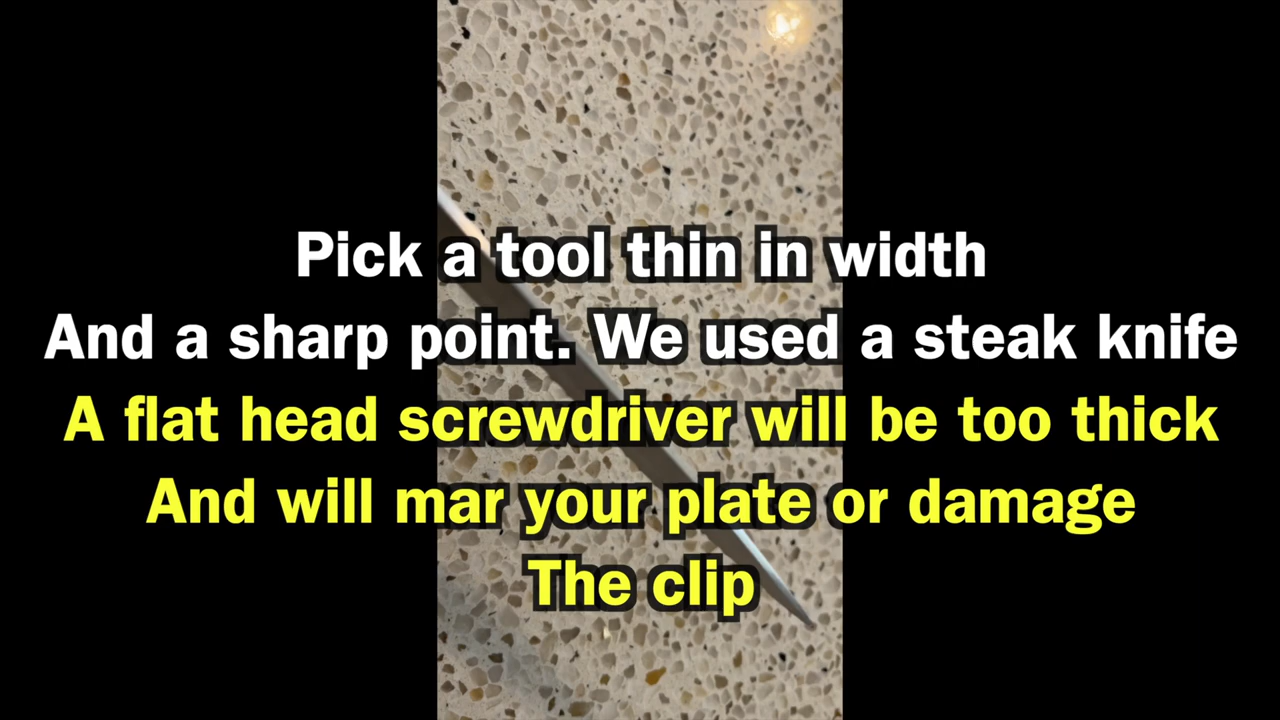 Pick a tool thin in width
And a sharp point. We used a steak knife
A flat head screwdriver will be too thick
And will mar your plate or damage
The clip